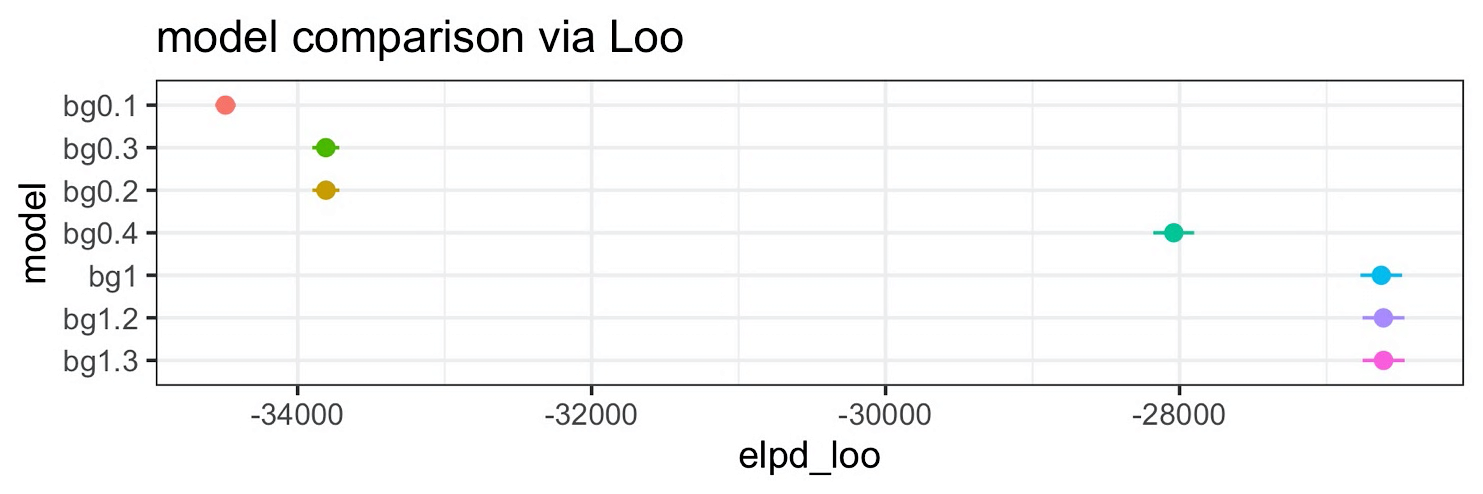 model comparison via Loo
model
bg0.1
bg0.3
bg0.2
bg0.4
bg1
bg1.2
bg1.3
-34000 -32000 -30000 -28000
elpd_loo